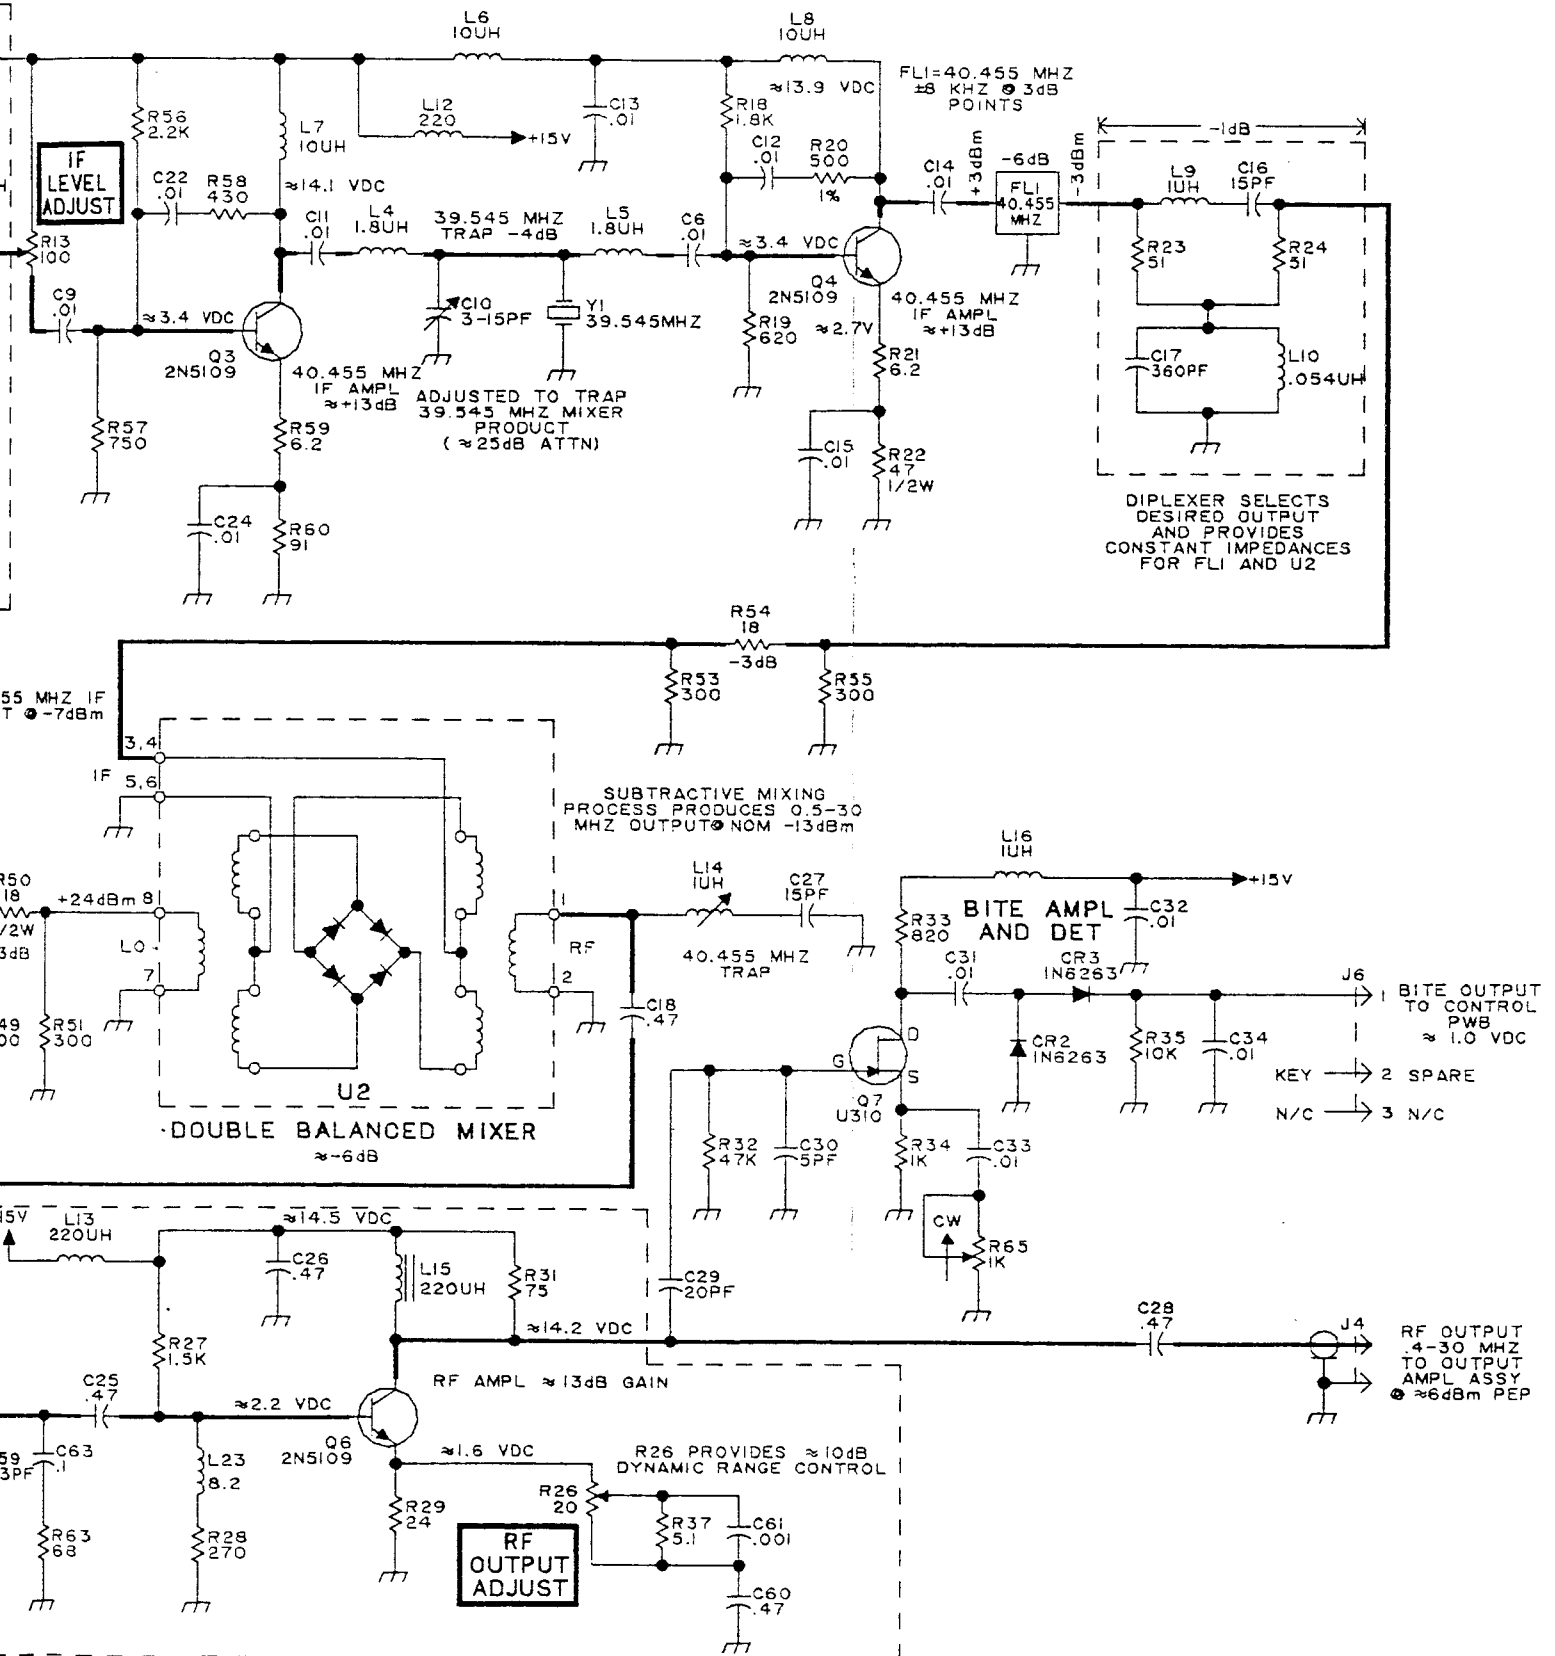 L6
10UH
L8
10UH
≈13.9 VDC
FL1=40.455 MHZ
±8 KHZ @ 3dB
POINTS
R56
2.2K
L7
10UH
L12
220
+15V
C13
.01
R18
1.8K
C12
.01
R20
500
1%
C14
.01
+3dBm
-6dB
FL1
40.455
MHZ
-3dBm
-1dB
L9
1UH
C16
15PF
IF
LEVEL
ADJUST
C22
.01
R58
430
≈14.1 VDC
C11
.01
L4
1.8UH
39.545 MHZ
TRAP -4dB
L5
1.8UH
C6
.01
≈3.4 VDC
R13
100
R23
51
R24
51
C9
.01
≈3.4 VDC
Q3
2N5109
C10
3-15PF
Y1
39.545MHZ
Q4
2N5109
R19
620
≈2.7V
40.455 MHZ
IF AMPL
≈+13dB
R21
6.2
C17
360PF
L10
.054UH
40.455 MHZ
IF AMPL
≈+13dB
ADJUSTED TO TRAP
39.545 MHZ MIXER
PRODUCT
(≈25dB ATTN)
R57
750
R59
6.2
C15
.01
R22
47
1/2W
C24
.01
R60
91
DIPLEXER SELECTS
DESIRED OUTPUT
AND PROVIDES
CONSTANT IMPEDANCES
FOR FL1 AND U2
R54
18
-3dB
R53
300
R55
300
55 MHZ IF
T @ -7dBm
3,4
IF
5,6
SUBTRACTIVE MIXING
PROCESS PRODUCES 0.5-30
MHZ OUTPUT@ NOM -13dBm
R50
18
/2W
3dB
+24dBm
8
LO
7
49
00
R51
300
1
RF
2
L14
1UH
C27
15PF
40.455 MHZ
TRAP
C18
.47
U2
DOUBLE BALANCED MIXER
≈-6dB
L16
1UH
+15V
R33
820
BITE AMPL
AND DET
C32
.01
C31
.01
CR3
1N6263
CR2
1N6263
R35
10K
C34
.01
J6
1
BITE OUTPUT
TO CONTROL
PWB
≈ 1.0 VDC
KEY
2 SPARE
N/C
3 N/C
G
D
S
Q7
U310
R32
47K
C30
5PF
R34
1K
C33
.01
CW
R65
1K
15V
L13
220UH
≈14.5 VDC
C26
.47
L15
220UH
R31
75
C29
20PF
≈14.2 VDC
R27
1.5K
C28
.47
J4
RF OUTPUT
.4-30 MHZ
TO OUTPUT
AMPL ASSY
@ ≈6dBm PEP
C25
.47
≈2.2 VDC
RF AMPL ≈13dB GAIN
Q6
2N5109
≈1.6 VDC
59
3PF
C63
.1
L23
8.2
R26 PROVIDES ≈10dB
DYNAMIC RANGE CONTROL
R26
20
R29
24
R63
68
R28
270
RF
OUTPUT
ADJUST
R37
5.1
C61
.001
C60
.47